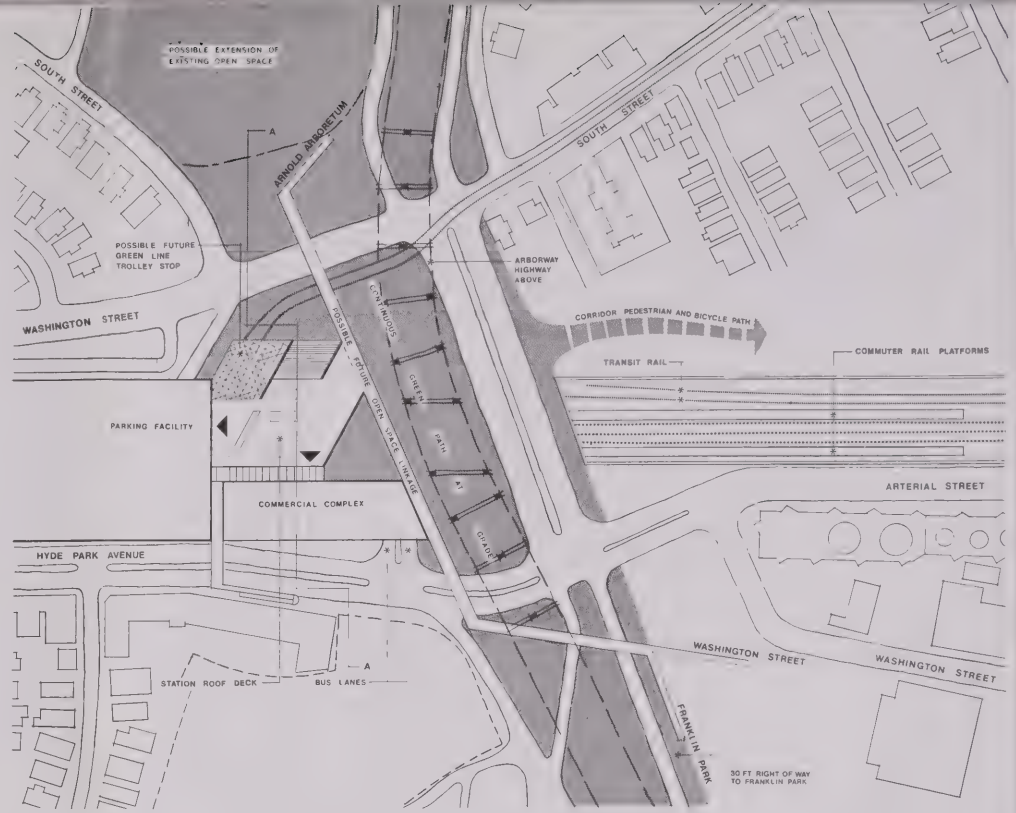 POSSIBLE EXTENSION OF
EXISTING OPEN SPACE
SOUTH STREET
A
ARNOLD ARBORETUM
SOUTH STREET
POSSIBLE FUTURE
GREEN LINE
TROLLEY STOP
ARBORWAY
HIGHWAY
ABOVE
WASHINGTON STREET
CONTINUOUS GREEN PATH AT GRADE
POSSIBLE FUTURE OPEN SPACE LINKAGE
CORRIDOR PEDESTRIAN AND BICYCLE PATH
TRANSIT RAIL
COMMUTER RAIL PLATFORMS
PARKING FACILITY
COMMERCIAL COMPLEX
ARTERIAL STREET
HYDE PARK AVENUE
WASHINGTON STREET
WASHINGTON STREET
A
STATION ROOF DECK
BUS LANES
FRANKLIN PARK
50 FT RIGHT OF WAY
TO FRANKLIN PARK